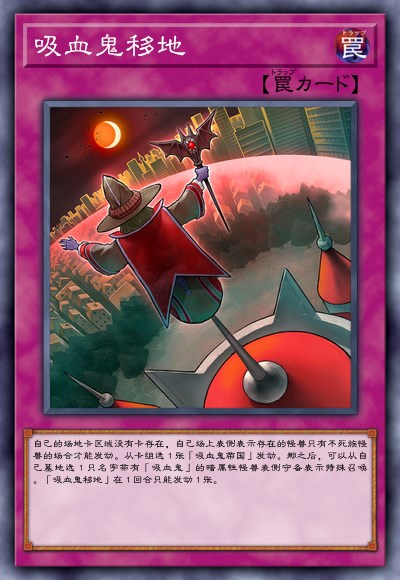 吸血鬼移地
トラップ
罠
トラップ
【罠カード】
自己的场地卡区域没有卡存在，自己场上表侧表示存在的怪兽只有不死族怪
兽的场合才能发动。从卡组选1张「吸血鬼帝国」发动。那之后，可以从自
己墓地选1只名字带有「吸血鬼」的暗属性怪兽表侧守备表示特殊召唤
。「吸血鬼移地」在1回合只能发动1张。